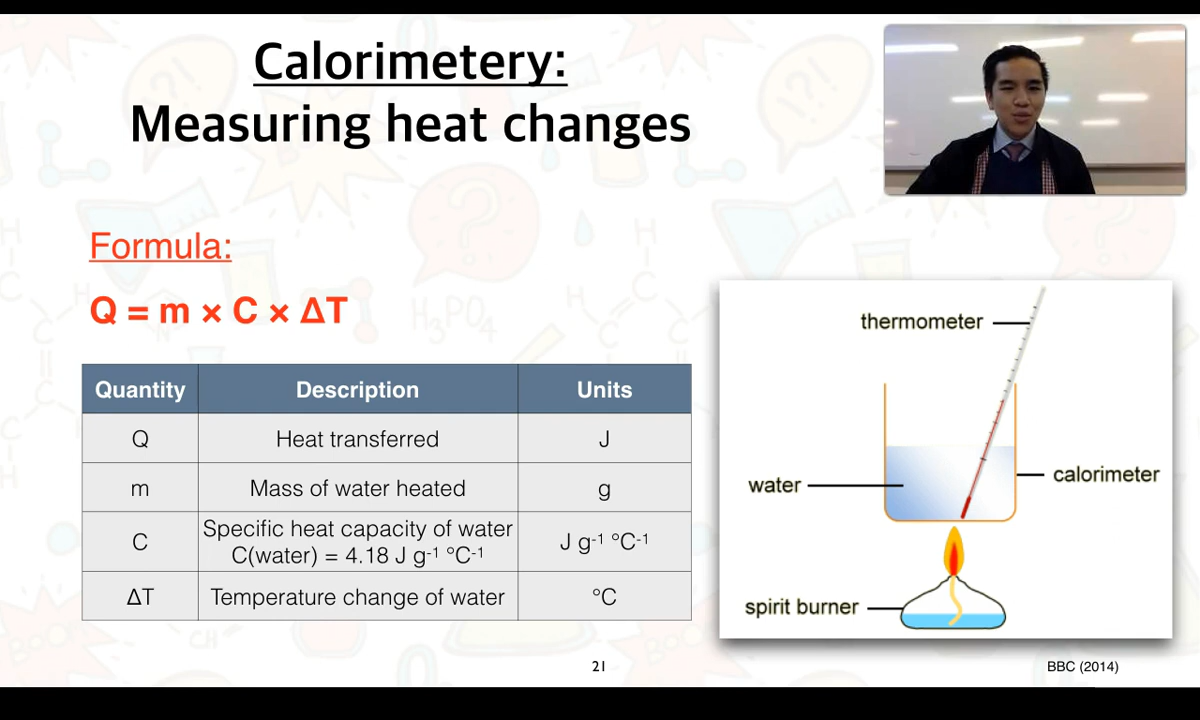 Calorimetery:
Measuring heat changes
Formula:
Q = m × C × ΔT
Quantity Description Units
Q Heat transferred J
m Mass of water heated g
C Specific heat capacity of water
C(water) = 4.18 J g⁻¹ °C⁻¹ J g⁻¹ °C⁻¹
ΔT Temperature change of water °C
thermometer
water
calorimeter
spirit burner
21
BBC (2014)
H₃PO₄